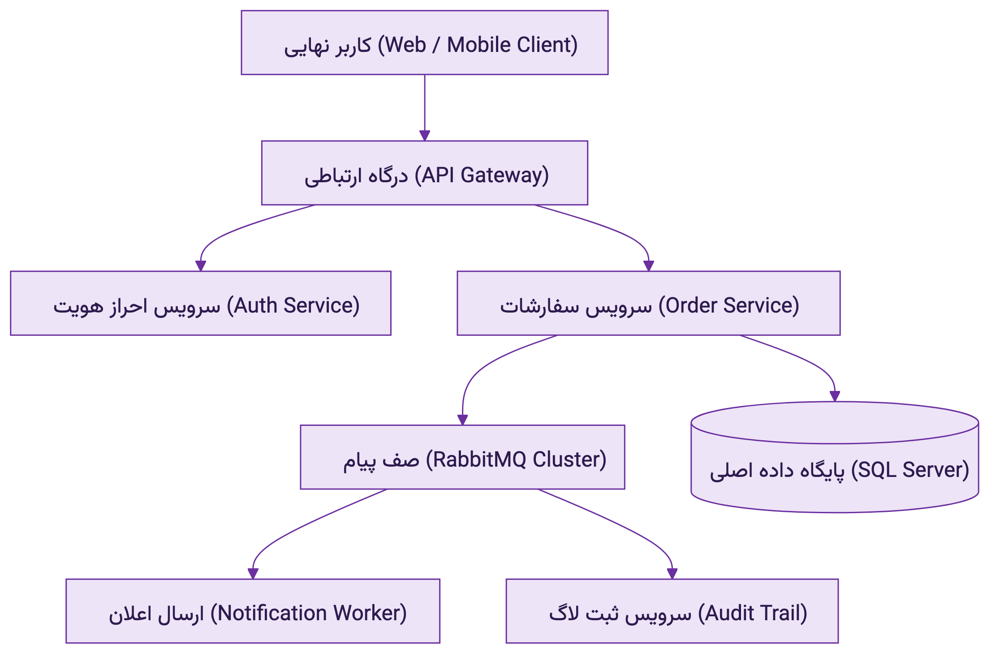 کاربر نهایی (Web / Mobile Client)
درگاه ارتباطی (API Gateway)
سرویس احراز هویت (Auth Service)
سرویس سفارشات (Order Service)
صف پیام (RabbitMQ Cluster)
پایگاه داده اصلی (SQL Server)
ارسال اعلان (Notification Worker)
سرویس ثبت لاگ (Audit Trail)